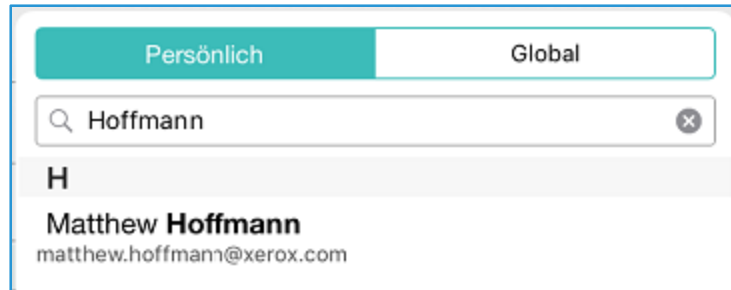 Persönlich Global
Hoffmann
H
Matthew Hoffmann
matthew.hoffmann@xerox.com